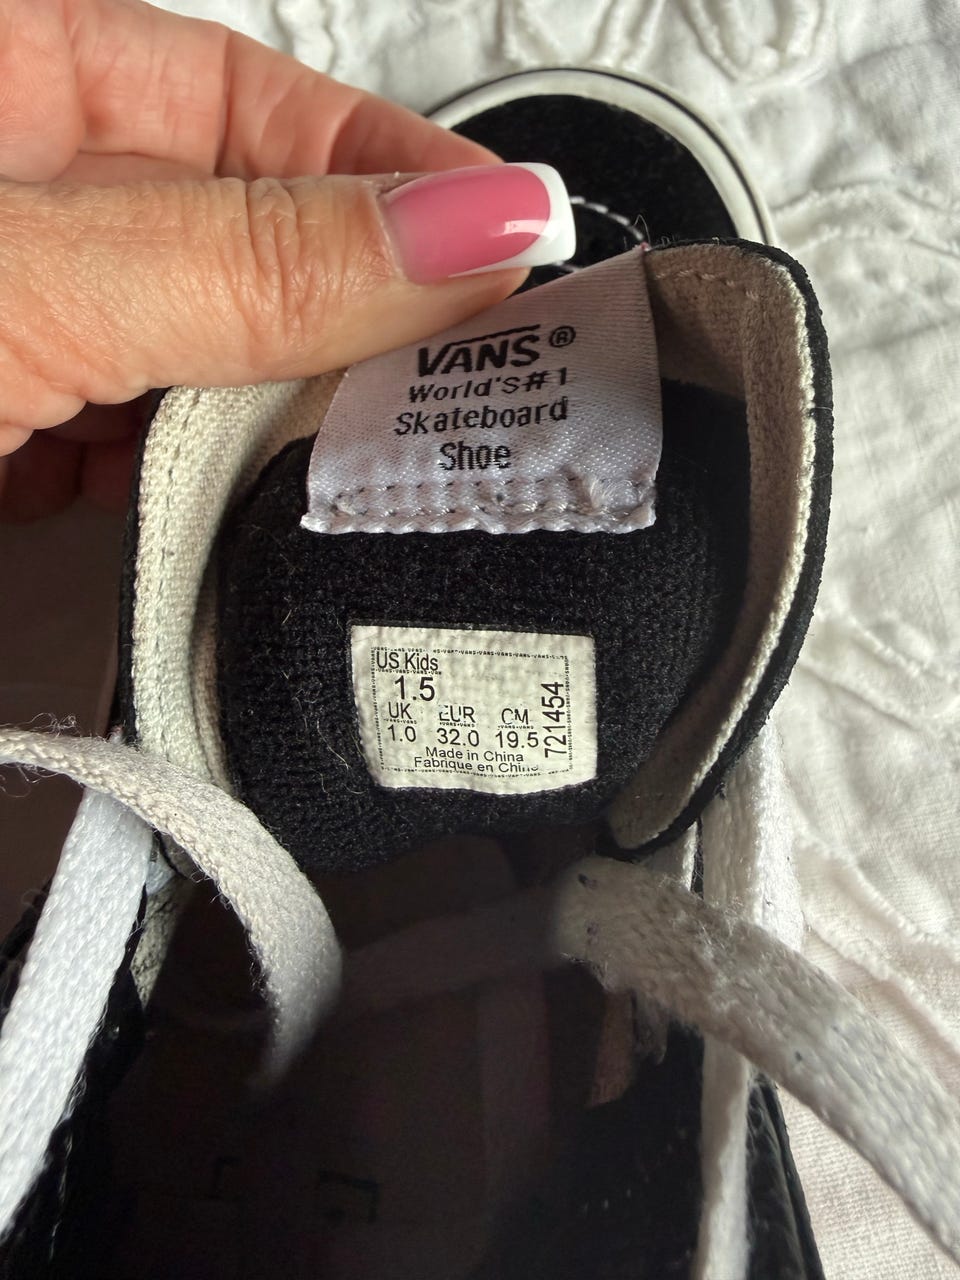 VANS®
World's#1
Skateboard
Shoe
US Kids
1.5
UK EUR CM
1.0 32.0 19.5
721454
Made in China
Fabrique en Chine